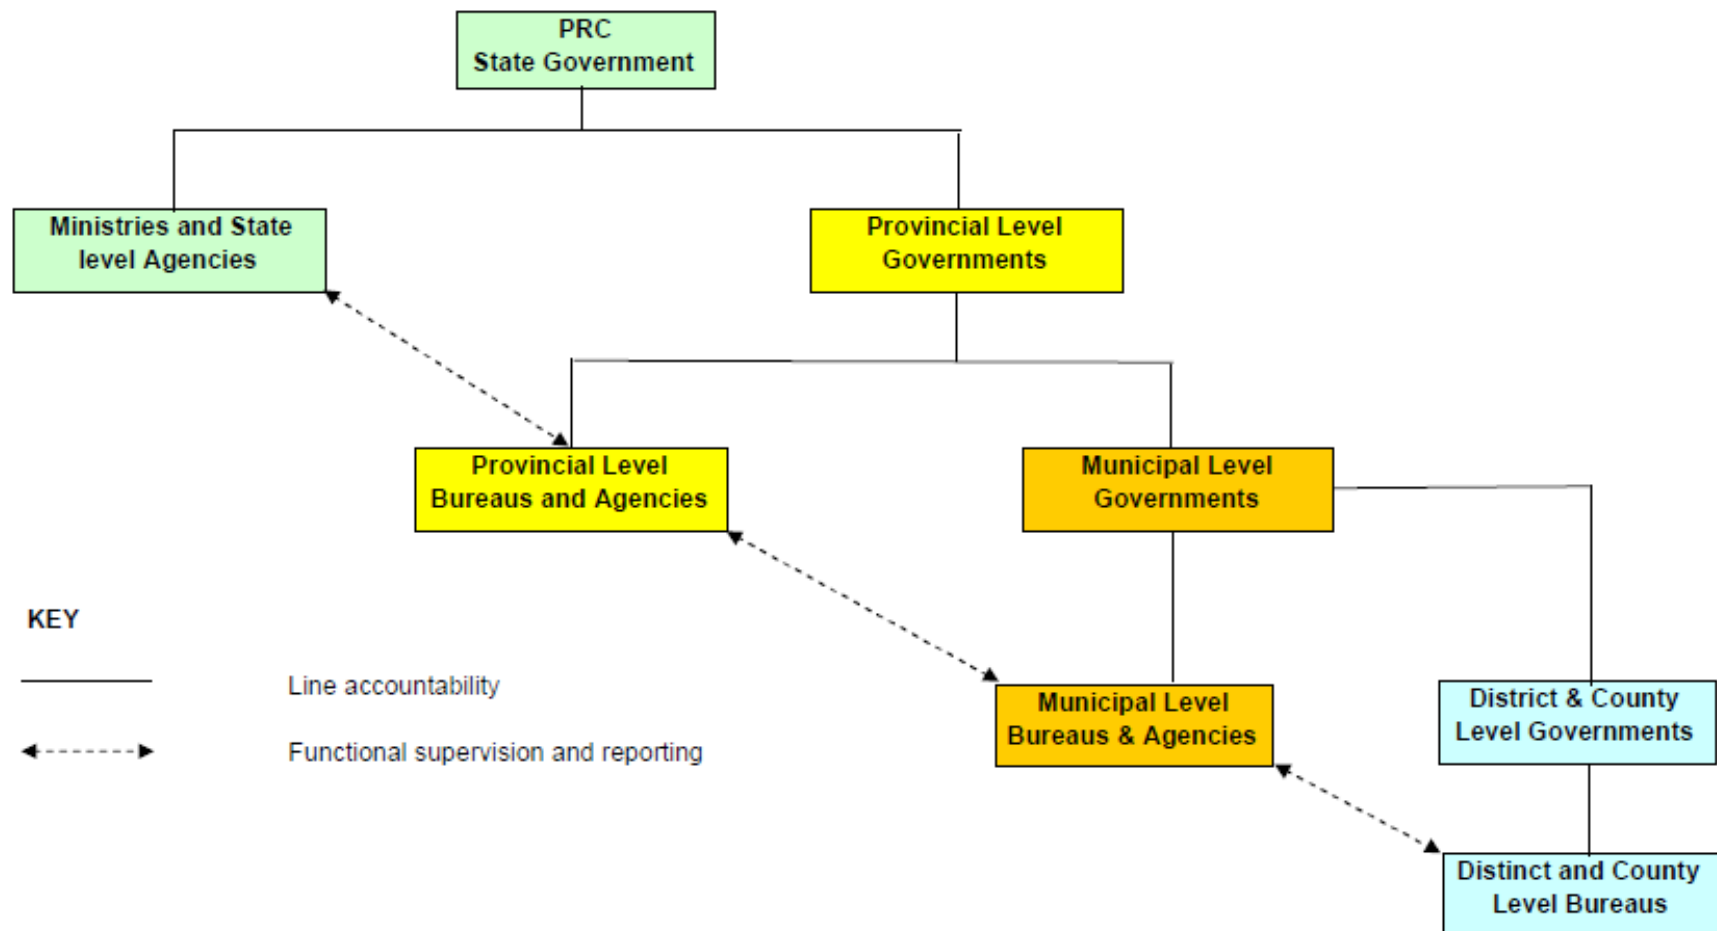 PRC
State Government
Ministries and State
level Agencies
Provincial Level
Governments
Provincial Level
Bureaus and Agencies
Municipal Level
Governments
KEY
Line accountability
Functional supervision and reporting
Municipal Level
Bureaus & Agencies
District & County
Level Governments
Distinct and County
Level Bureaus